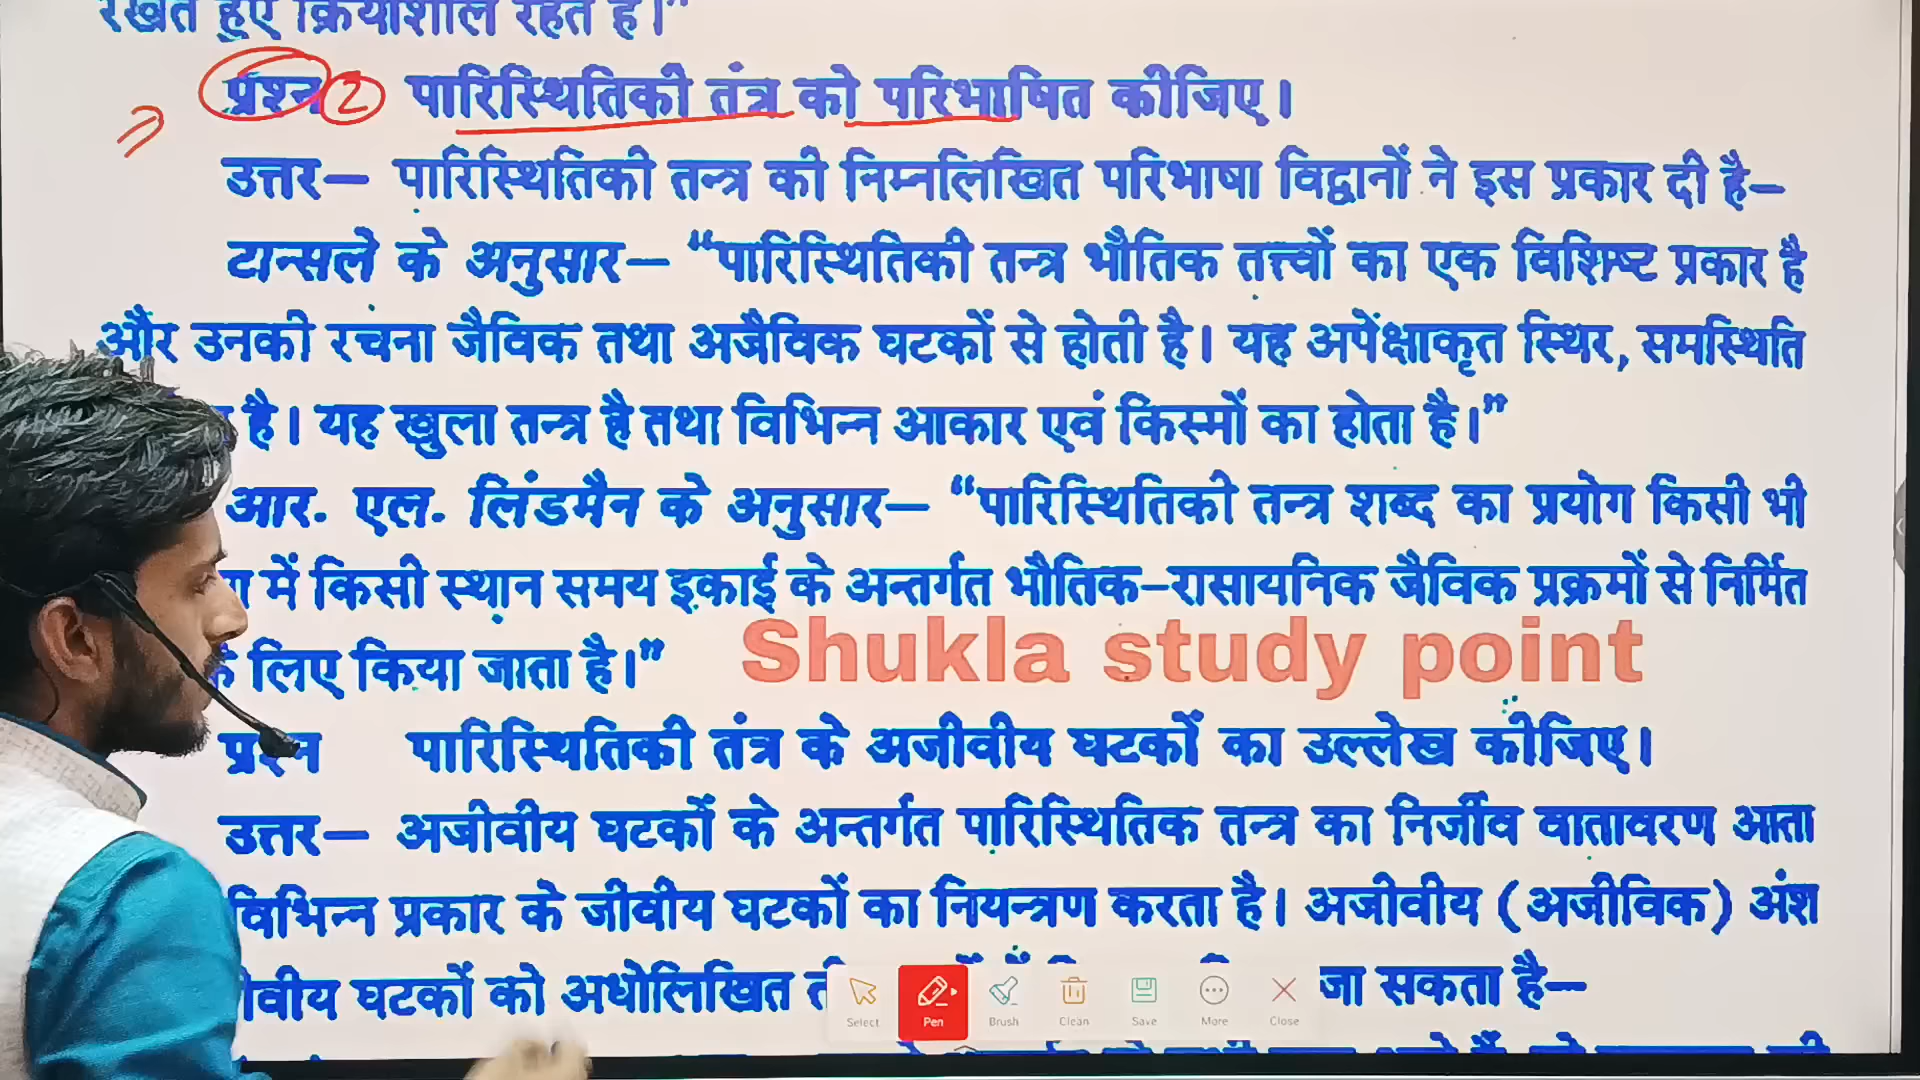 रखते हुए क्रियाशील रहते हैं।"
प्रश्न 2 पारिस्थितिकी तंत्र को परिभाषित कीजिए।
उत्तर– पारिस्थितिकी तन्त्र की निम्नलिखित परिभाषा विद्वानों ने इस प्रकार दी है–
टान्सले के अनुसार– "पारिस्थितिकी तन्त्र भौतिक तत्त्वों का एक विशिष्ट प्रकार है
और उनकी रचना जैविक तथा अजैविक घटकों से होती है। यह अपेक्षाकृत स्थिर, समस्थिति
है। यह खुला तन्त्र है तथा विभिन्न आकार एवं किस्मों का होता है।"
आर. एल. लिंडमैन के अनुसार– "पारिस्थितिकी तन्त्र शब्द का प्रयोग किसी भी
में किसी स्थान समय इकाई के अन्तर्गत भौतिक-रासायनिक जैविक प्रक्रमों से निर्मित
लिए किया जाता है।"
Shukla study point
प्रश्न पारिस्थितिकी तंत्र के अजीवीय घटकों का उल्लेख कीजिए।
उत्तर– अजीवीय घटकों के अन्तर्गत पारिस्थितिक तन्त्र का निर्जीव वातावरण आता
विभिन्न प्रकार के जीवीय घटकों का नियन्त्रण करता है। अजीवीय (अजीविक) अंश
घटकों को अधोलिखित जा सकता है–
Select Pen Brush Clean Save More Close